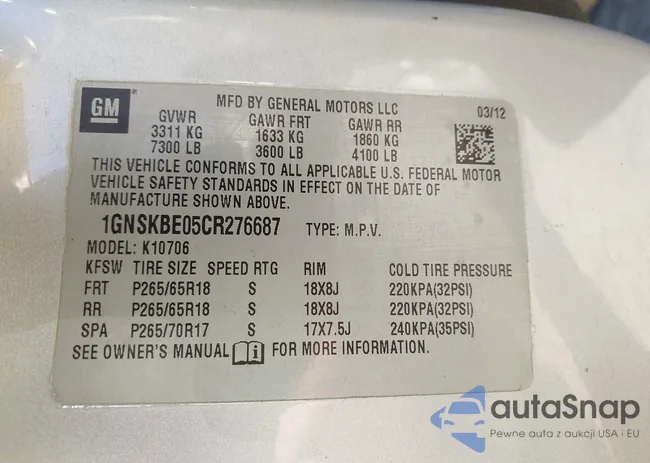 GM
MFD BY GENERAL MOTORS LLC
03/12
GVWR GAWR FRT GAWR RR
3311 KG 1633 KG 1860 KG
7300 LB 3600 LB 4100 LB
THIS VEHICLE CONFORMS TO ALL APPLICABLE U.S. FEDERAL MOTOR
VEHICLE SAFETY STANDARDS IN EFFECT ON THE DATE OF
MANUFACTURE SHOWN ABOVE.
1GNSKBE05CR276687 TYPE: M.P.V.
MODEL: K10706
KFSW TIRE SIZE SPEED RTG RIM COLD TIRE PRESSURE
FRT P265/65R18 S 18X8J 220KPA(32PSI)
RR P265/65R18 S 18X8J 220KPA(32PSI)
SPA P265/70R17 S 17X7.5J 240KPA(35PSI)
SEE OWNER'S MANUAL FOR MORE INFORMATION.
autaSnap
Pewne auta z aukcji USA i EU